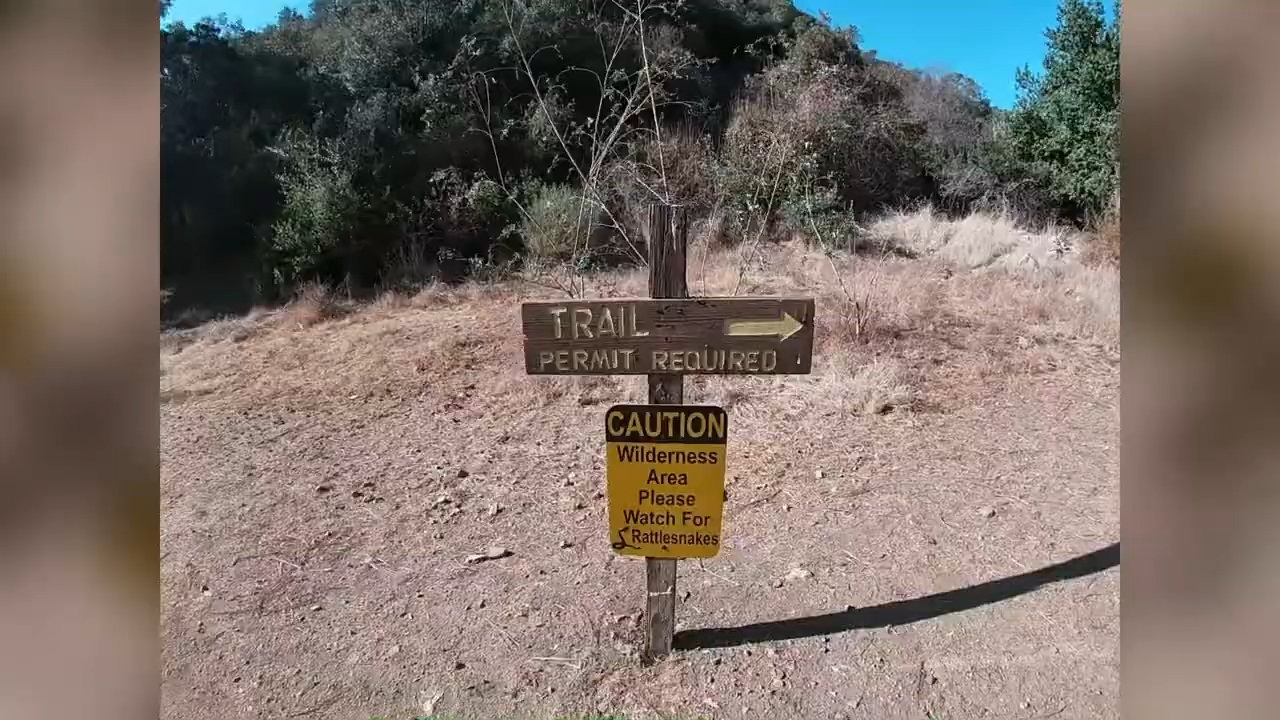 TRAIL
PERMIT REQUIRED
CAUTION
Wilderness
Area
Please
Watch For
Rattlesnakes